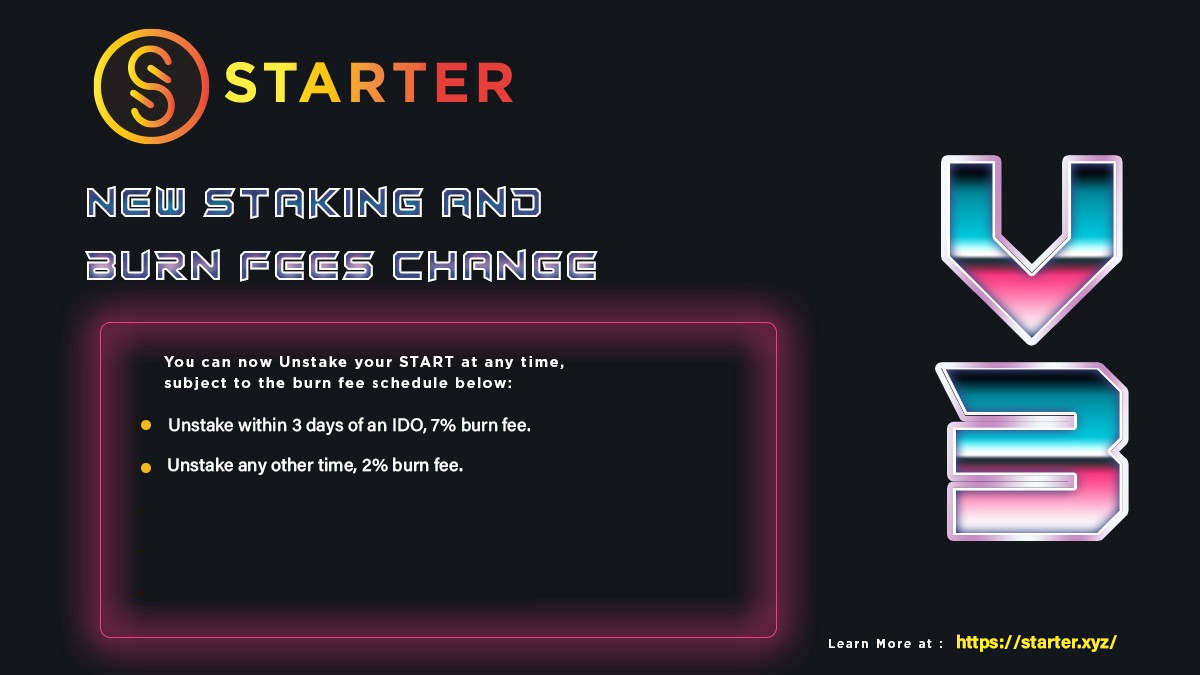 STARTER
NEW STAKING AND
BURN FEES CHANGE
You can now Unstake your START at any time,
subject to the burn fee schedule below:
Unstake within 3 days of an IDO, 7% burn fee.
Unstake any other time, 2% burn fee.
V
3
Learn More at : https://starter.xyz/